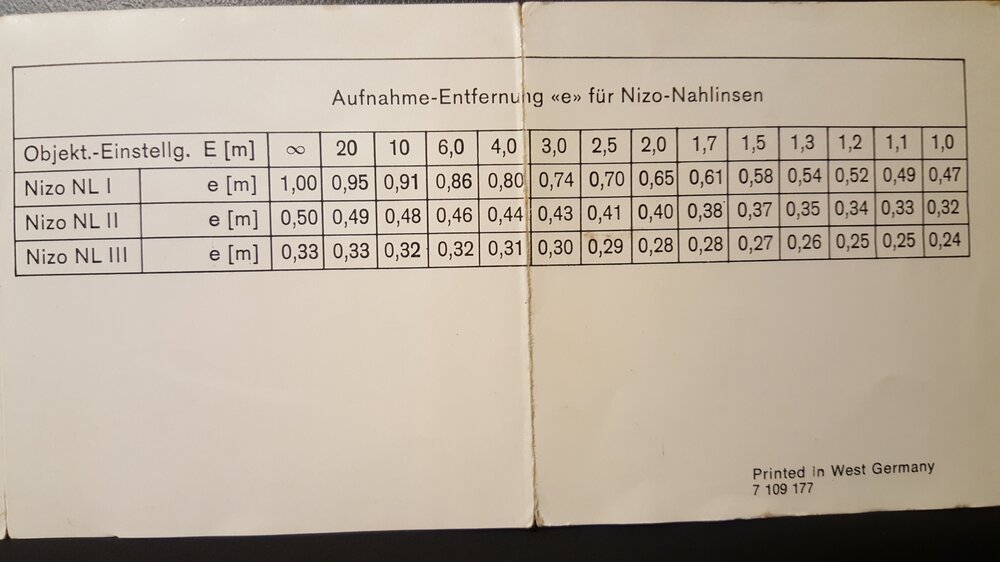 Aufnahme-Entfernung «e» für Nizo-Nahlinsen
Objekt.-Einstellg. E [m] ∞ 20 10 6,0 4,0 3,0 2,5 2,0 1,7 1,5 1,3 1,2 1,1 1,0
Nizo NL I e [m] 1,00 0,95 0,91 0,86 0,80 0,74 0,70 0,65 0,61 0,58 0,54 0,52 0,49 0,47
Nizo NL II e [m] 0,50 0,49 0,48 0,46 0,44 0,43 0,41 0,40 0,38 0,37 0,35 0,34 0,33 0,32
Nizo NL III e [m] 0,33 0,33 0,32 0,32 0,31 0,30 0,29 0,28 0,28 0,27 0,26 0,25 0,25 0,24
Printed in West Germany
7 109 177